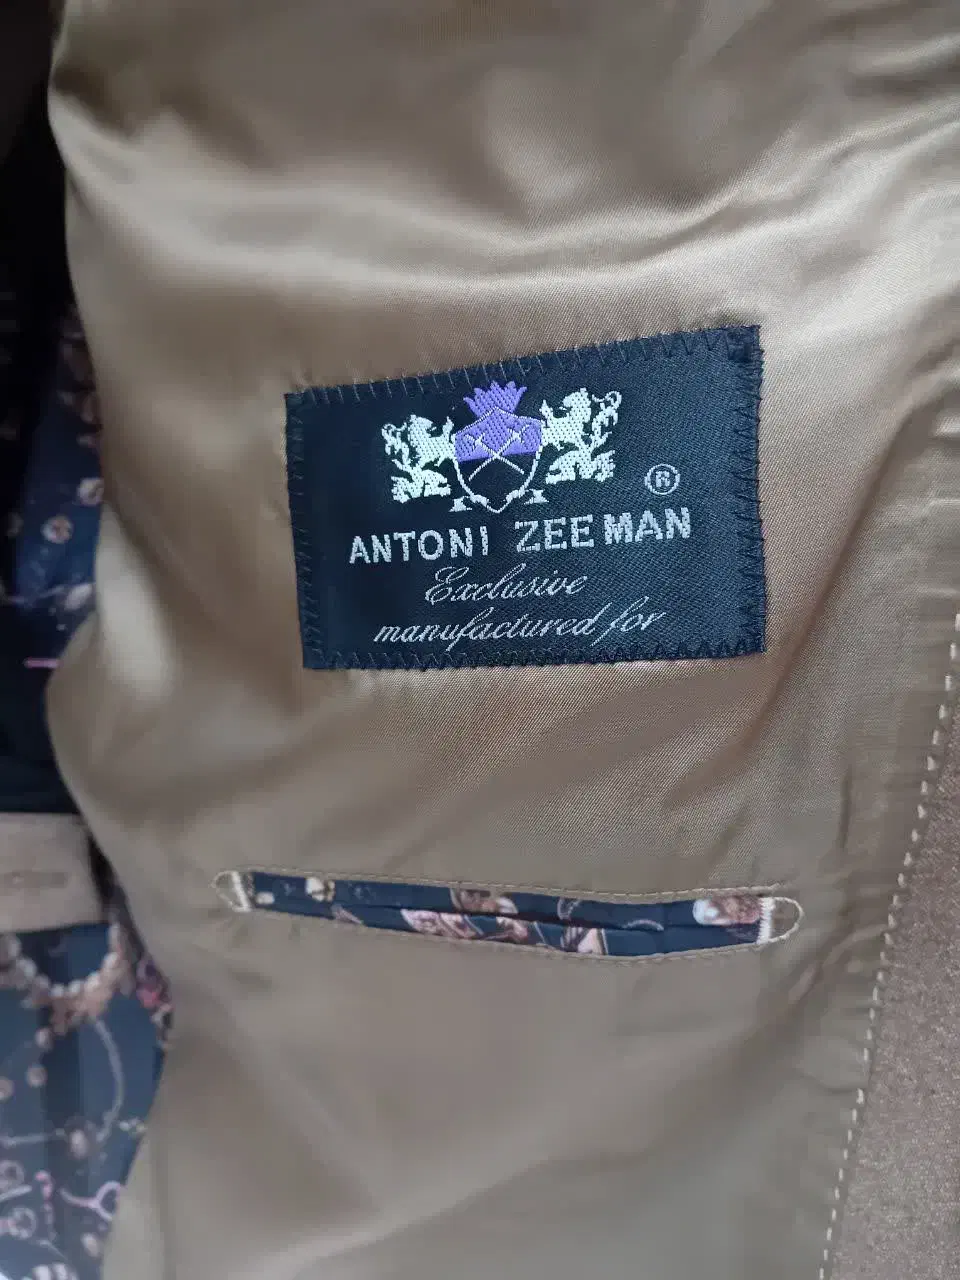 ®
ANTONI ZEEMAN
Exclusive
manufactured for